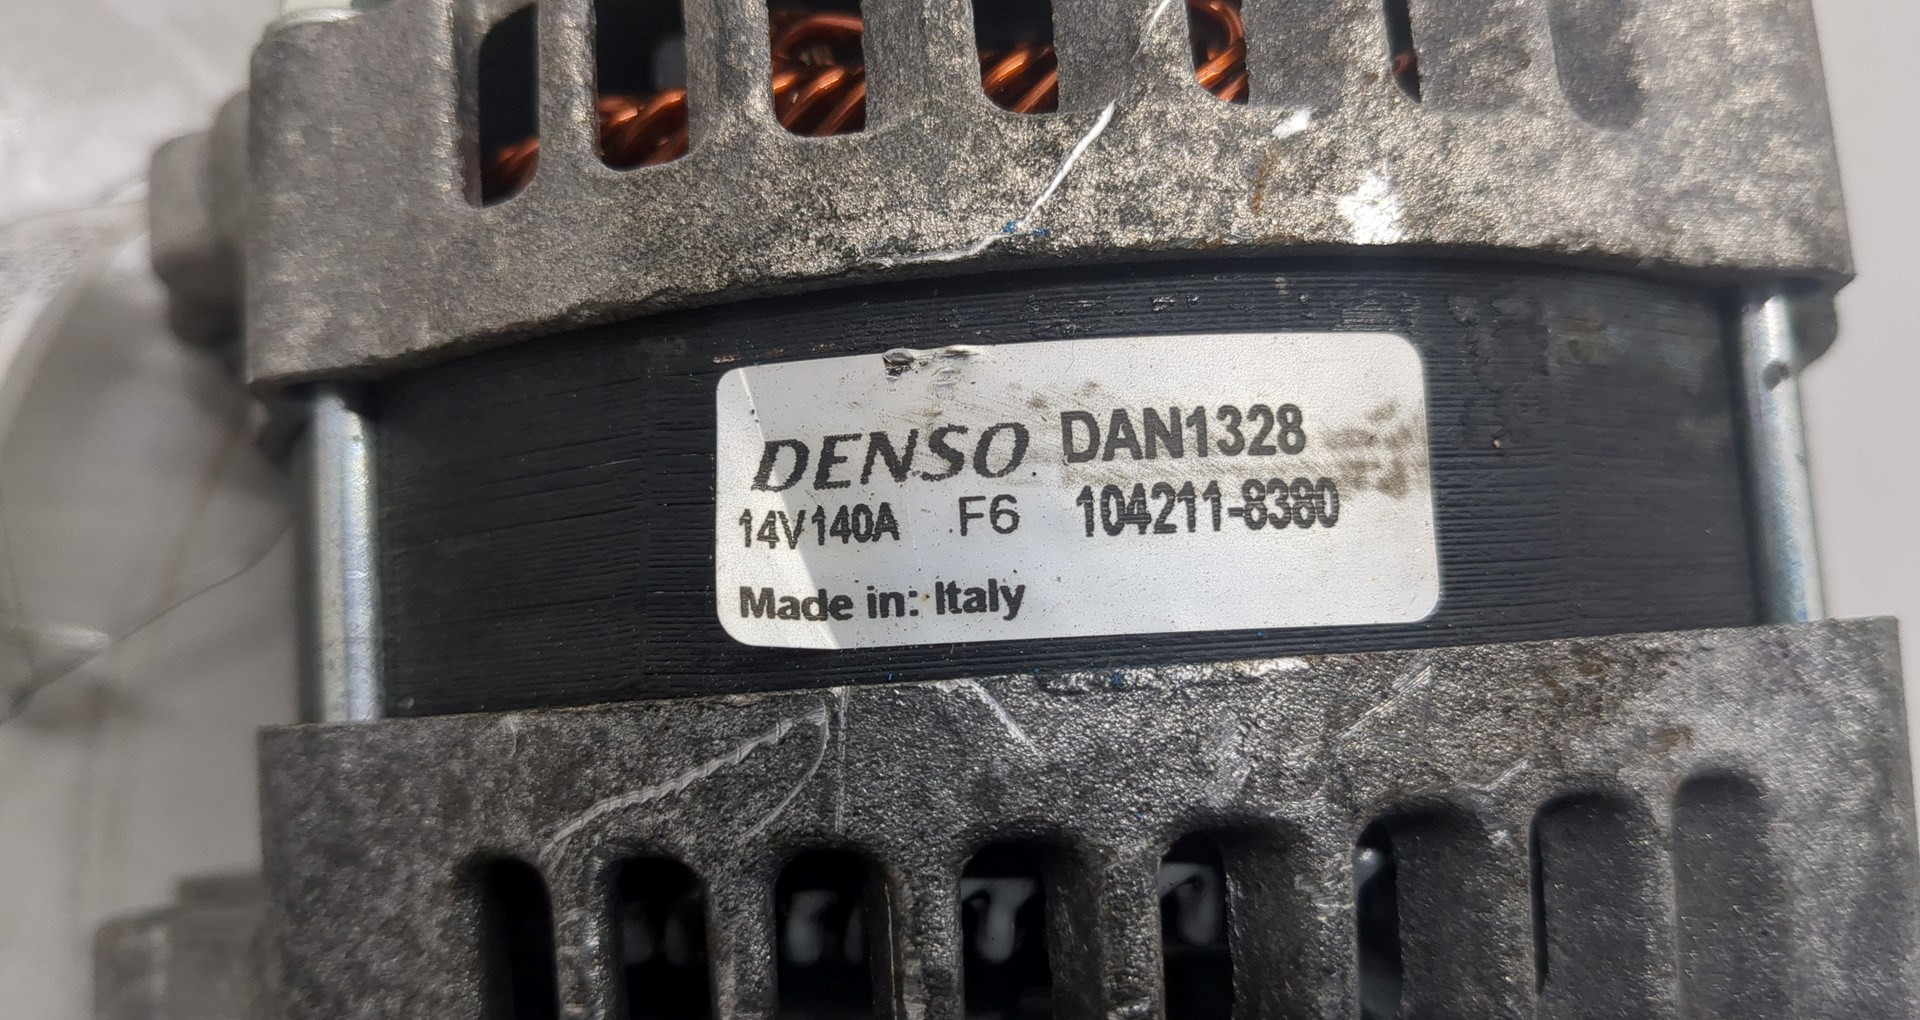 DENSO DAN1328
14V140A F6 104211-8380
Made in: Italy